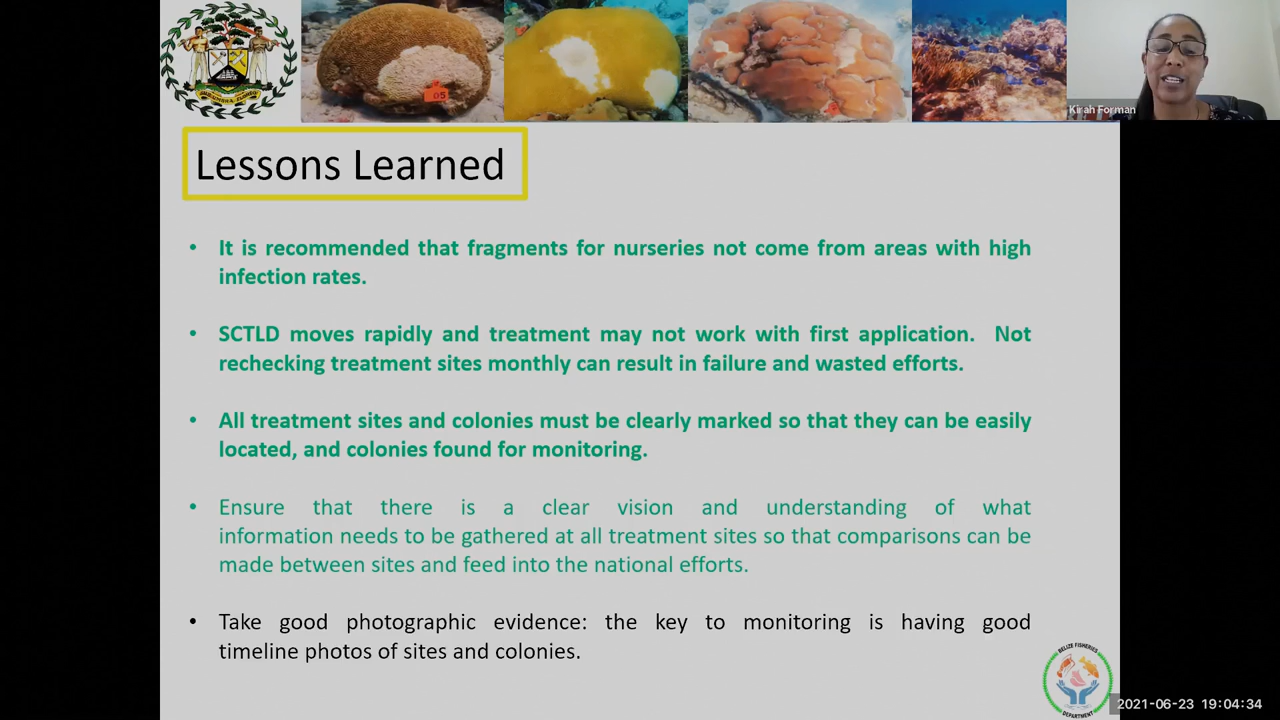 05
Kirah Forman
Lessons Learned
• It is recommended that fragments for nurseries not come from areas with high
infection rates.
• SCTLD moves rapidly and treatment may not work with first application. Not
rechecking treatment sites monthly can result in failure and wasted efforts.
• All treatment sites and colonies must be clearly marked so that they can be easily
located, and colonies found for monitoring.
• Ensure that there is a clear vision and understanding of what
information needs to be gathered at all treatment sites so that comparisons can be
made between sites and feed into the national efforts.
• Take good photographic evidence: the key to monitoring is having good
timeline photos of sites and colonies.
BELIZE FISHERIES
DEPARTMENT
2021-06-23 19:04:34